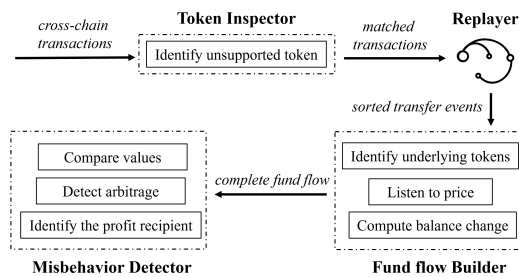 Token Inspector
Replayer
cross-chain
transactions
Identify unsupported token
matched
transactions
sorted transfer events
Compare values
Detect arbitrage
Identify the profit recipient
complete fund flow
Identify underlying tokens
Listen to price
Compute balance change
Misbehavior Detector
Fund flow Builder